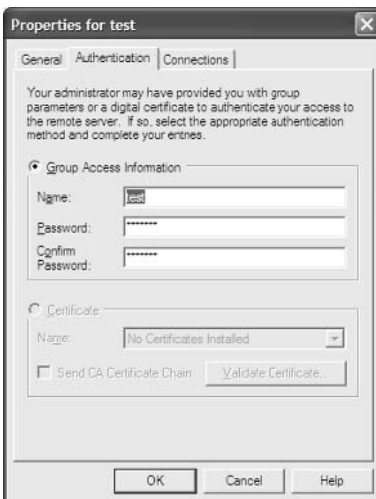 Properties for test
General Authentication Connections
Your administrator may have provided you with group
parameters or a digital certificate to authenticate your access to
the remote server. If so, select the appropriate authentication
method and complete your entries.
Group Access Information
Name: test
Password: *******
Confirm
Password: *******
Certificate
Name: No Certificates Installed
Send CA Certificate Chain Validate Certificate...
OK Cancel Help